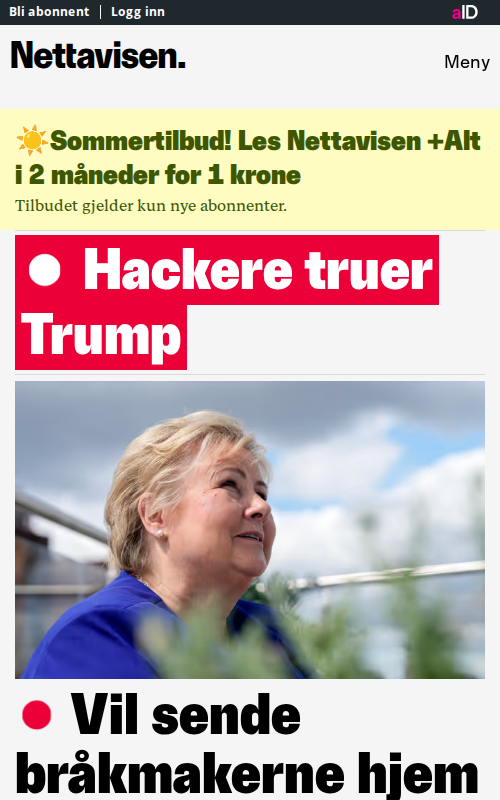 Bli abonnent | Logg inn
aID
Nettavisen.
Meny
☀️Sommertilbud! Les Nettavisen +Alt
i 2 måneder for 1 krone
Tilbudet gjelder kun nye abonnenter.
Hackere truer
Trump
Vil sende
bråkmakerne hjem